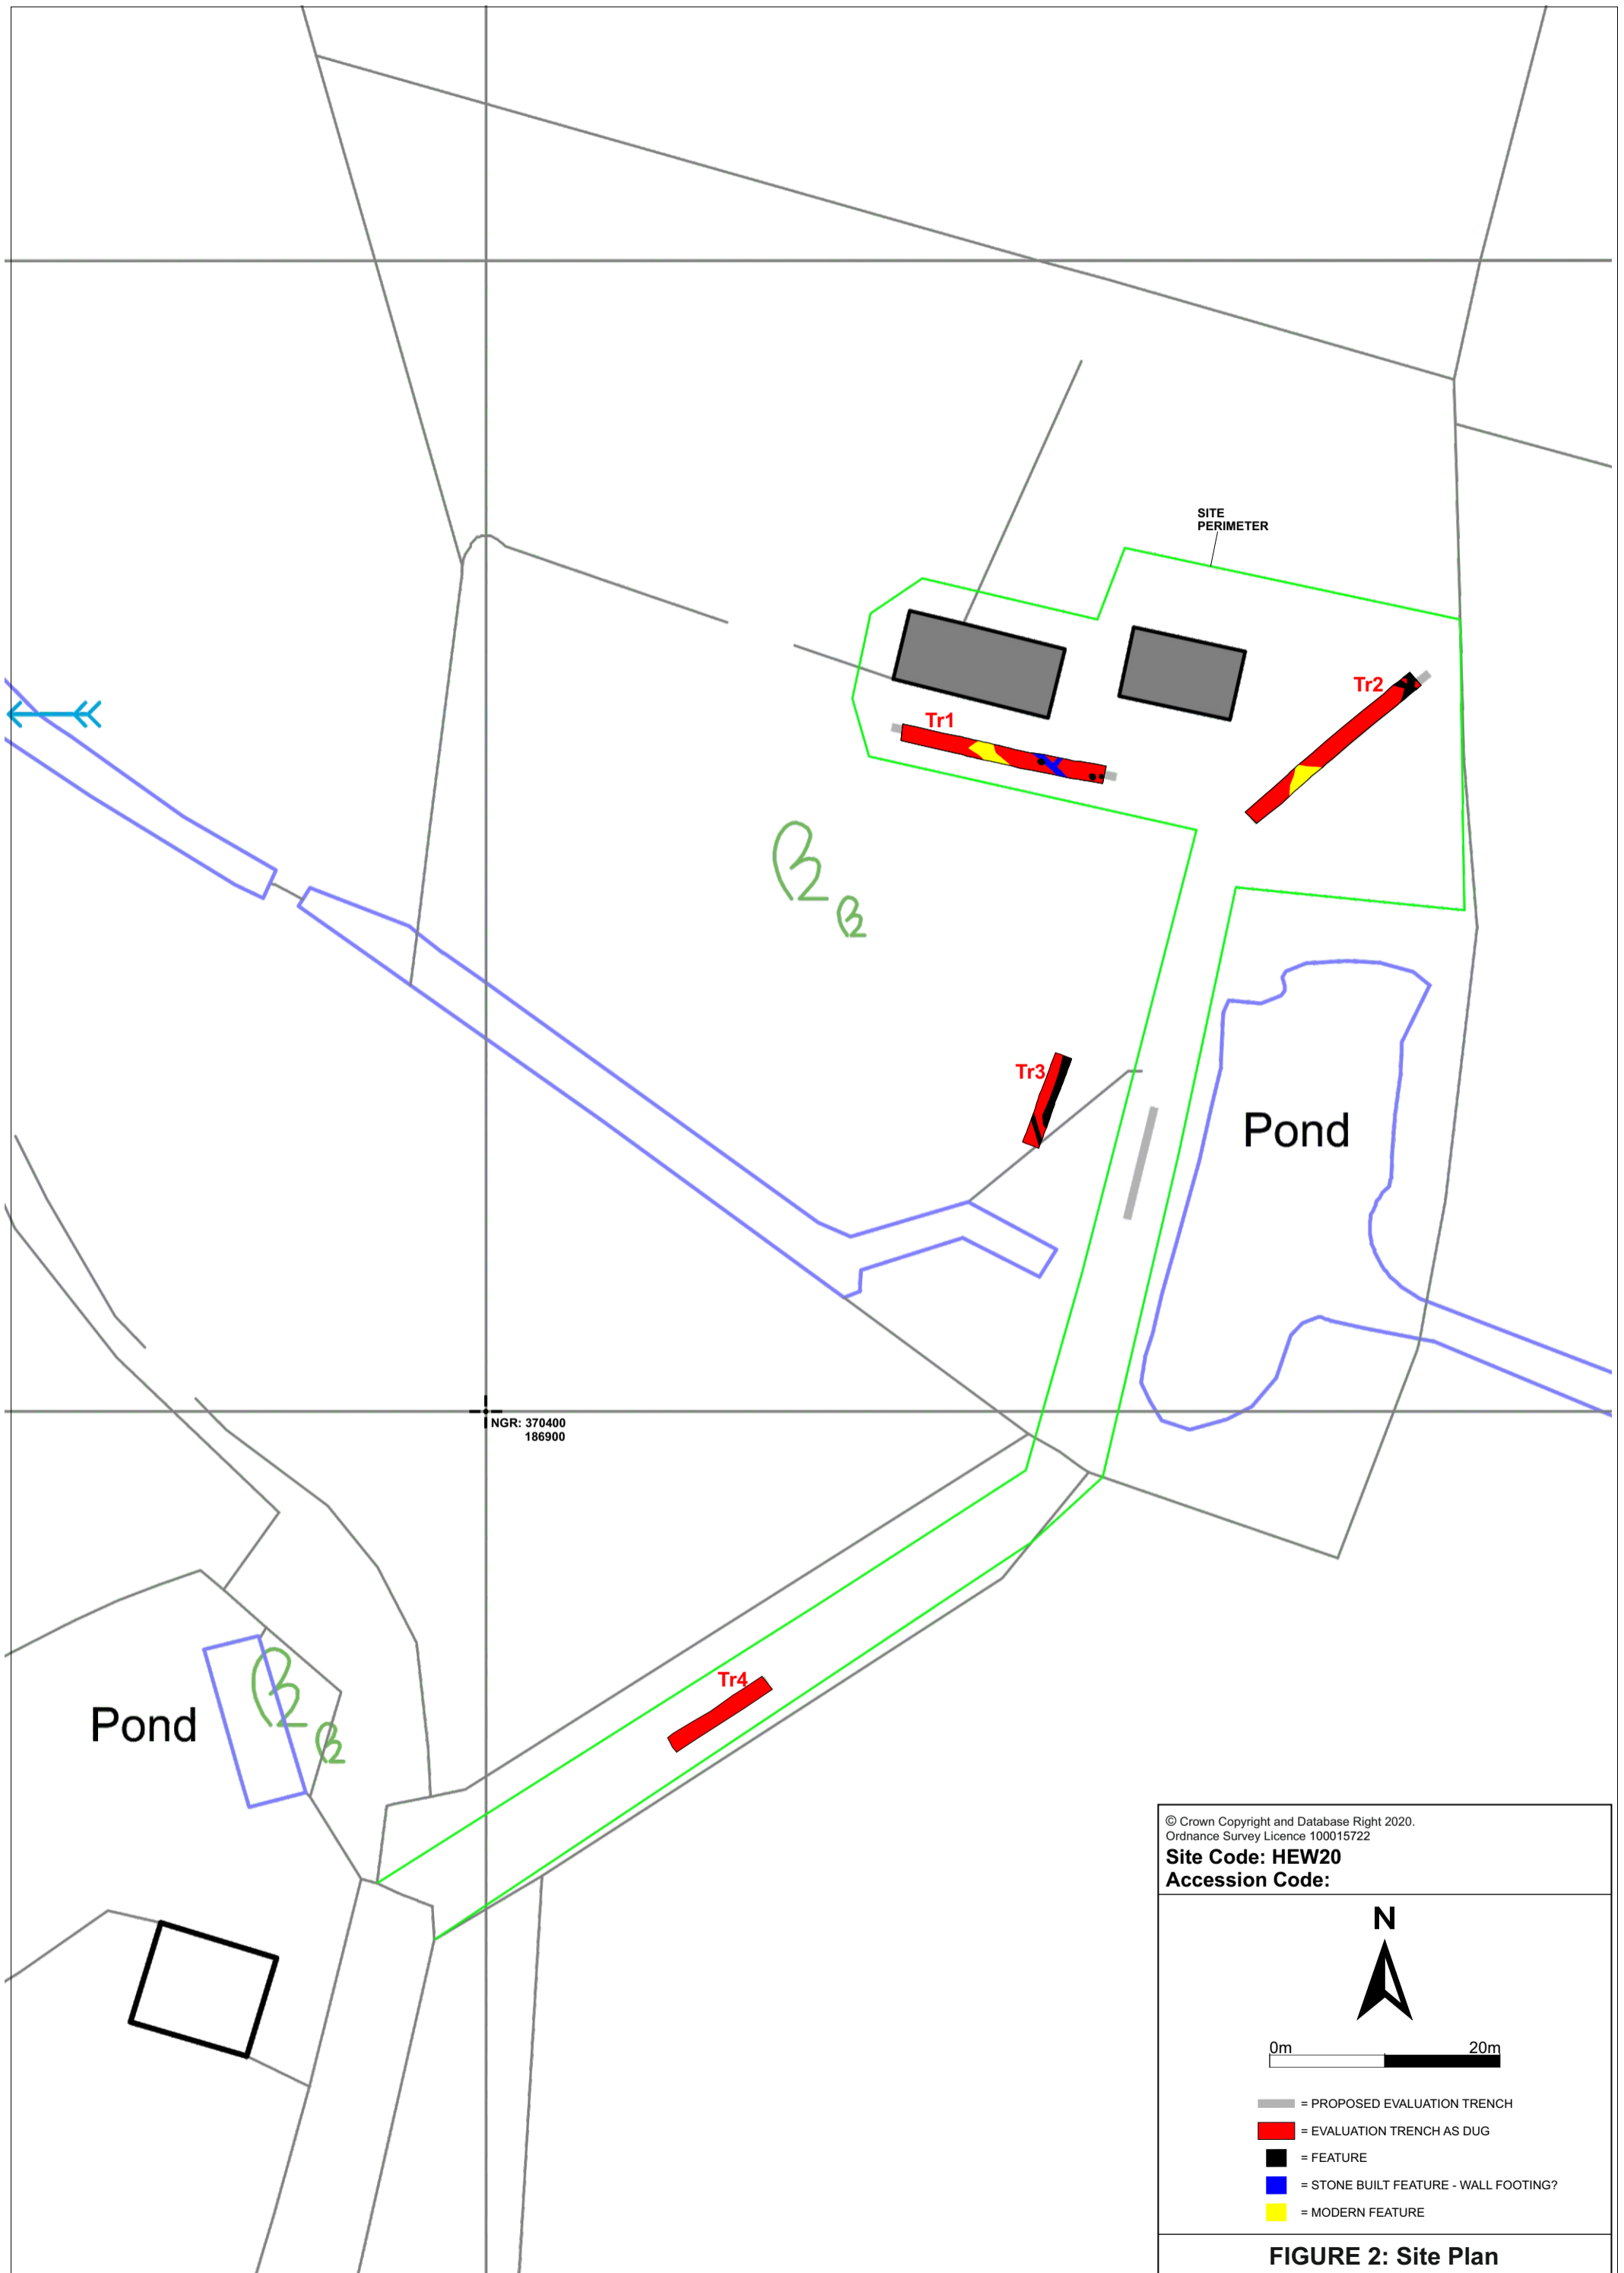 SITE
PERIMETER
Tr2
Tr1
Tr3
Pond
NGR: 370400
186900
Tr4
Pond
© Crown Copyright and Database Right 2020.
Ordnance Survey Licence 100015722
Site Code: HEW20
Accession Code:
N
0m 20m
= PROPOSED EVALUATION TRENCH
= EVALUATION TRENCH AS DUG
= FEATURE
= STONE BUILT FEATURE - WALL FOOTING?
= MODERN FEATURE
FIGURE 2: Site Plan